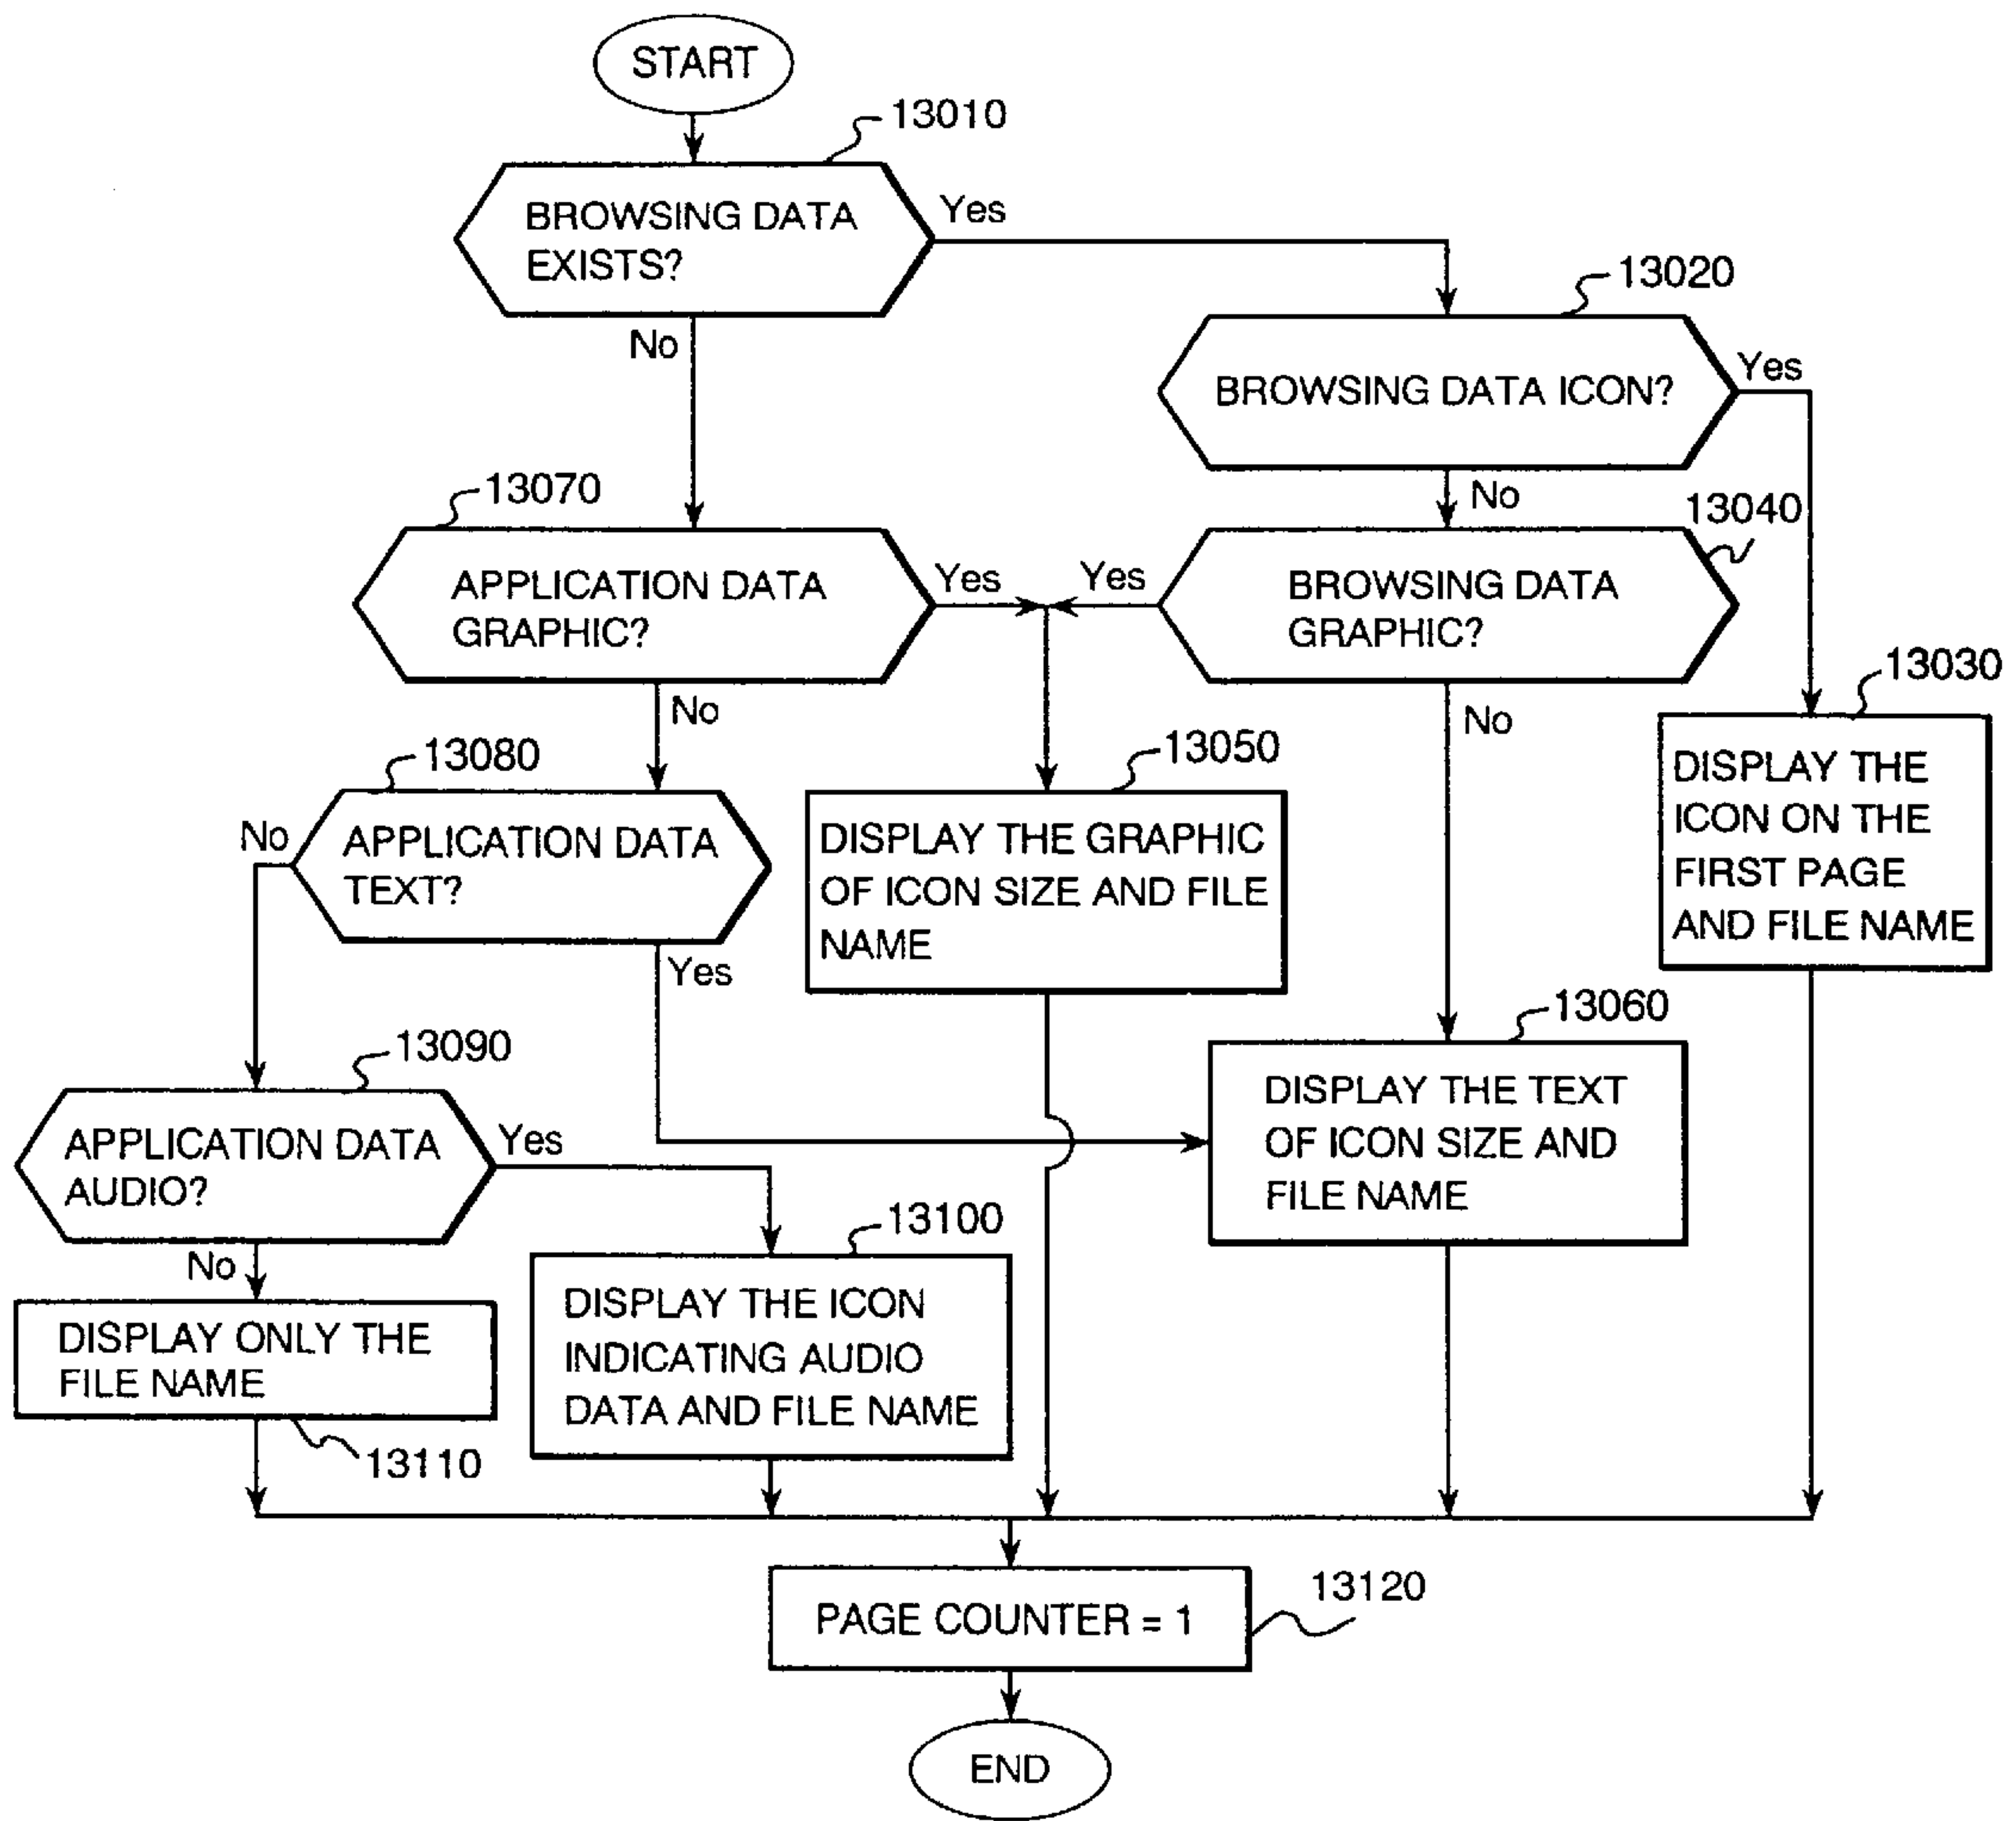 START
13010
BROWSING DATA
EXISTS?
Yes
No
13020
BROWSING DATA ICON?
Yes
No
13070
APPLICATION DATA
GRAPHIC?
Yes
No
13040
BROWSING DATA
GRAPHIC?
Yes
No
13030
DISPLAY THE
ICON ON THE
FIRST PAGE
AND FILE NAME
13080
APPLICATION DATA
TEXT?
No
Yes
13050
DISPLAY THE GRAPHIC
OF ICON SIZE AND FILE
NAME
13060
DISPLAY THE TEXT
OF ICON SIZE AND
FILE NAME
13090
APPLICATION DATA
AUDIO?
Yes
No
13100
DISPLAY THE ICON
INDICATING AUDIO
DATA AND FILE NAME
DISPLAY ONLY THE
FILE NAME
13110
PAGE COUNTER = 1
13120
END